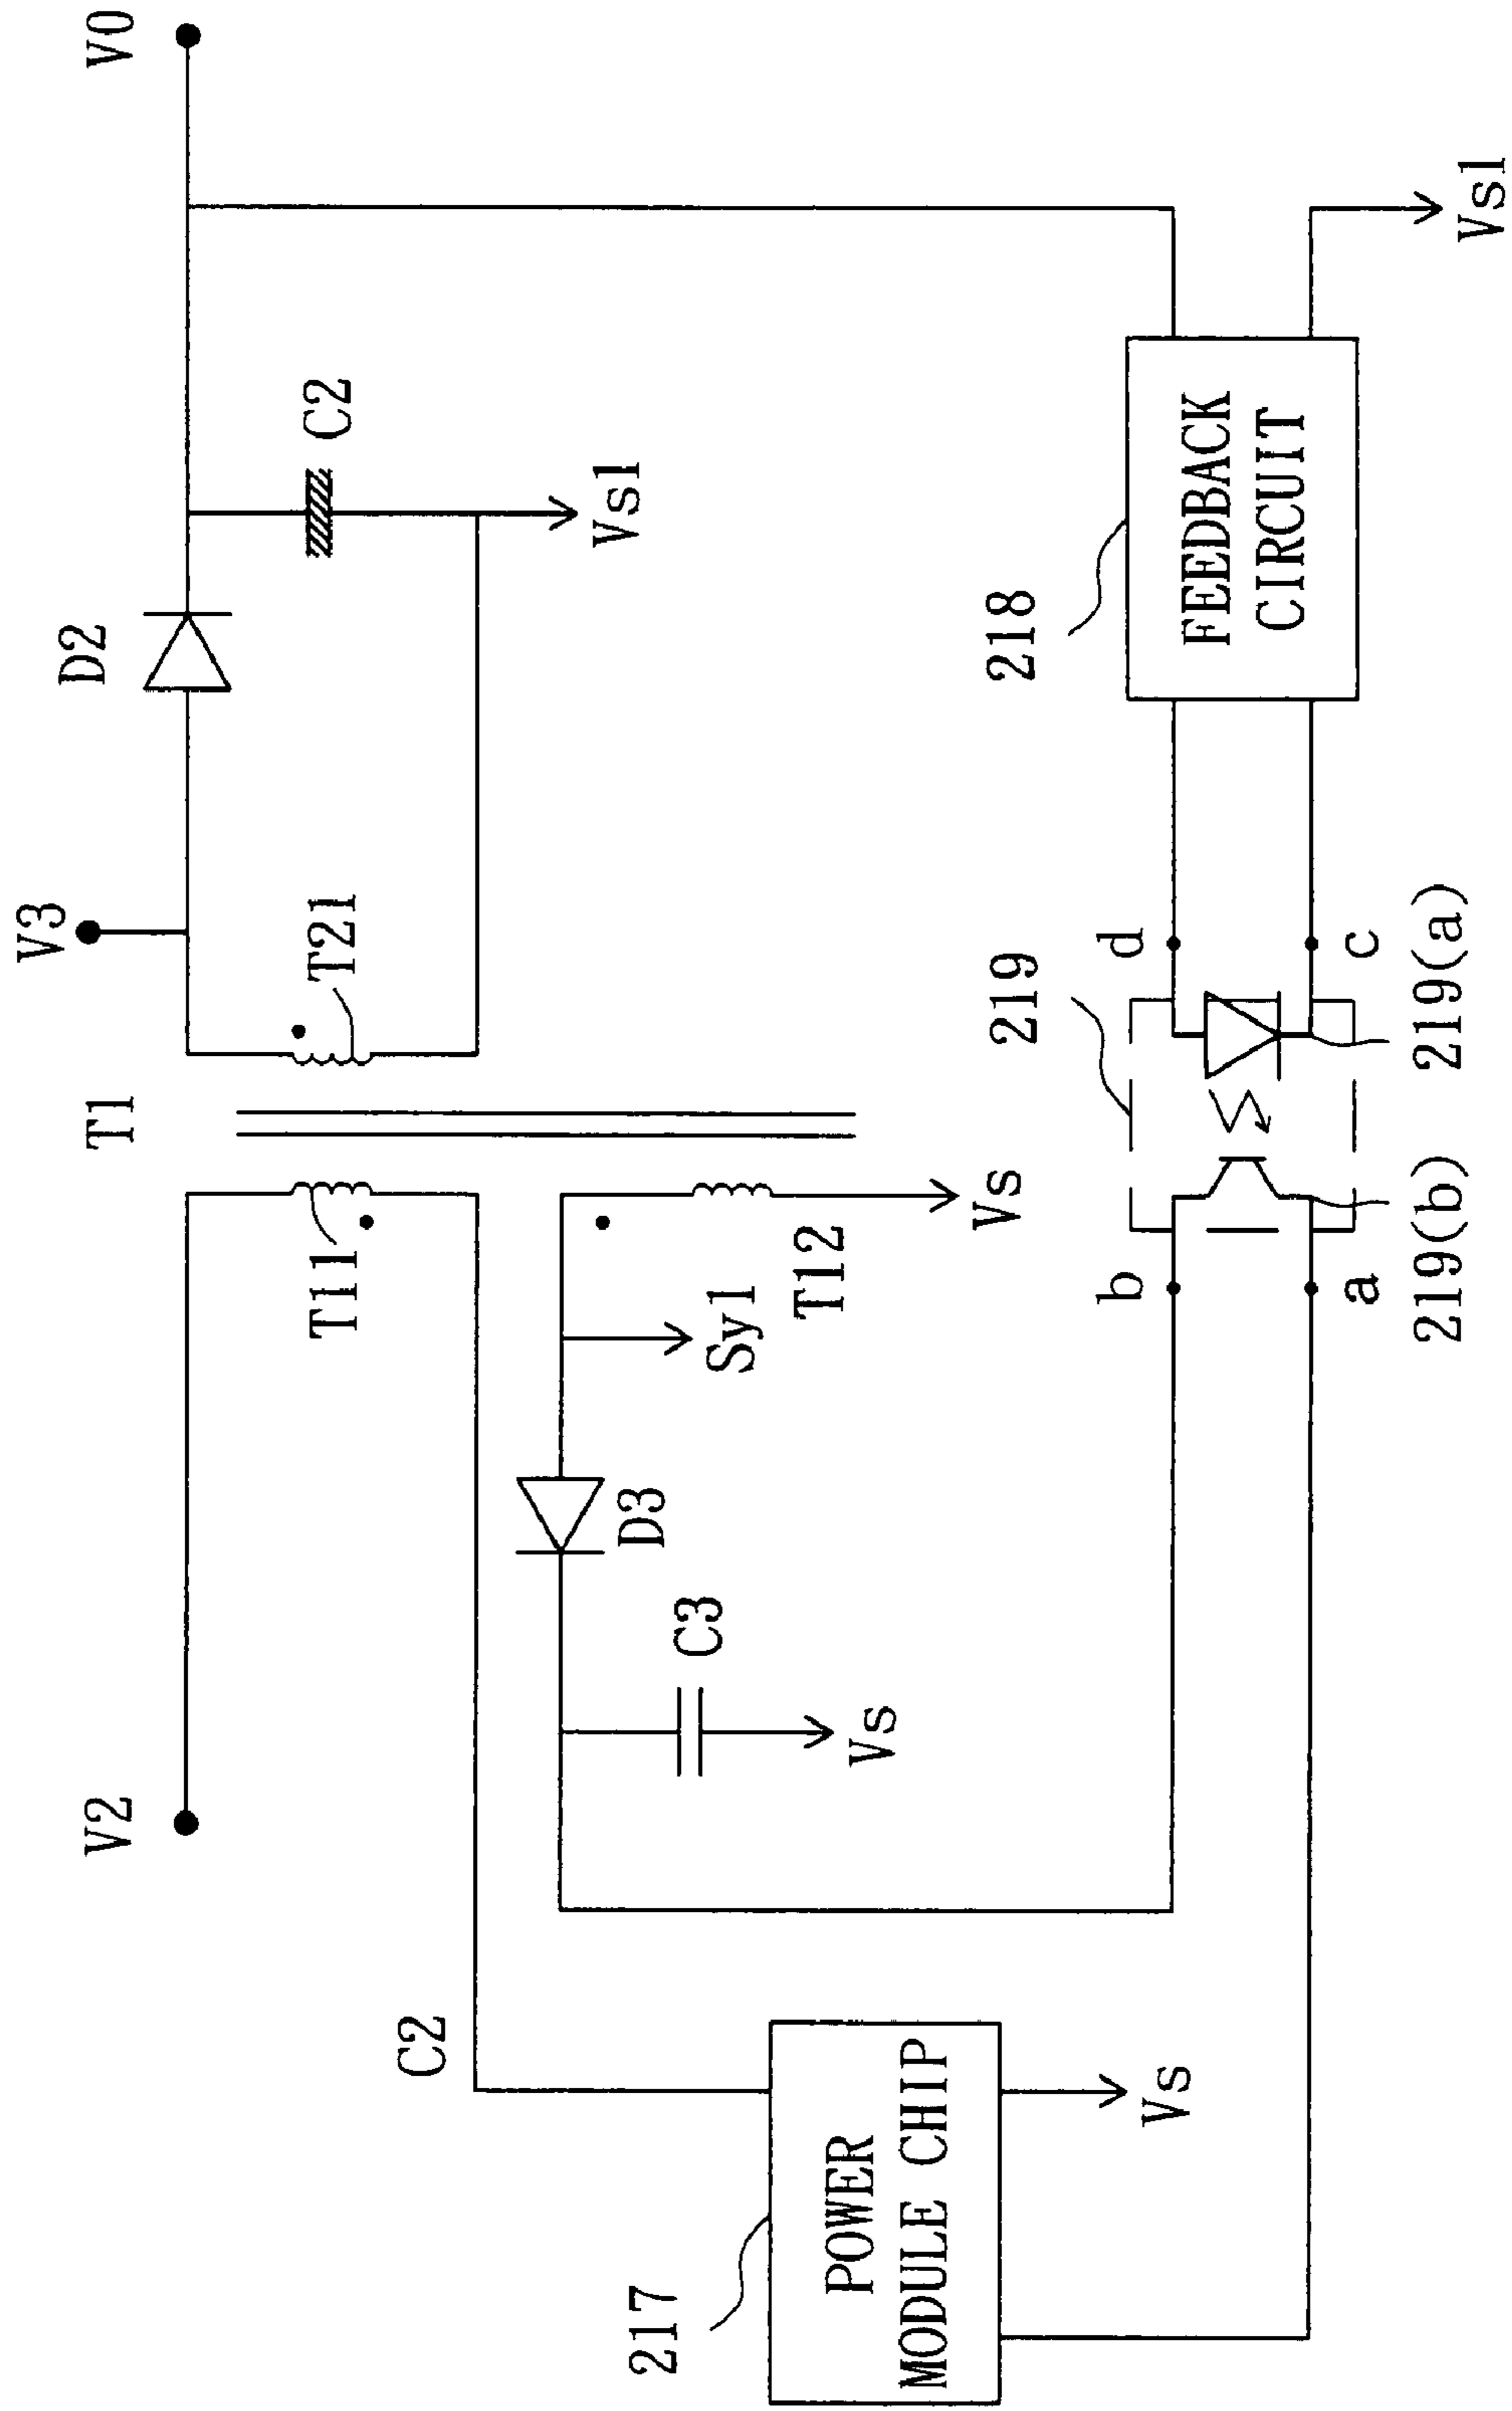 V2
T1
V3
D2
V0
T11
T21
C2
Vs1
C2
D3
Sy1
C3
T12
Vs
Vs
217
POWER
MODULE CHIP
Vs
219
218
b
d
FEEDBACK
CIRCUIT
a
c
219(b)
219(a)
Vs1